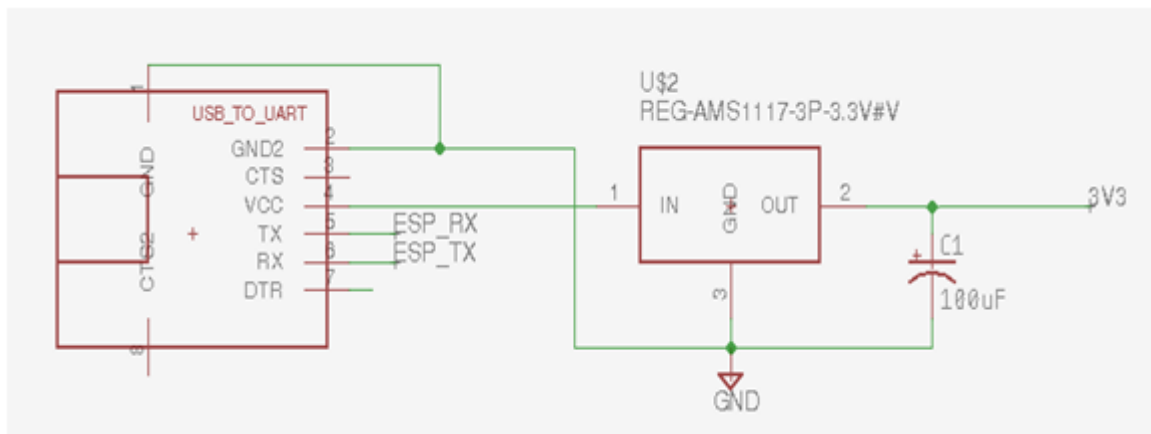 1
USB_TO_UART
GND
CTS2
8
GND2
2
CTS
3
VCC
4
TX
5
ESP_RX
RX
6
ESP_TX
DTR
7
U$2
REG-AMS1117-3P-3.3V#V
1
IN
GND
OUT
2
3
3V3
C1
+
100uF
GND